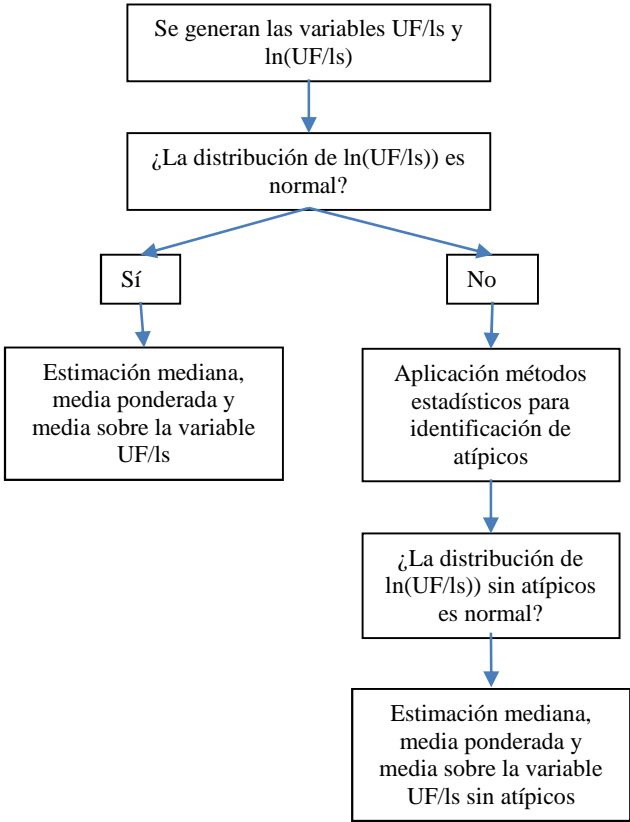 Se generan las variables UF/ls y
ln(UF/ls)
¿La distribución de ln(UF/ls)) es
normal?
Sí
No
Estimación mediana,
media ponderada y
media sobre la variable
UF/ls
Aplicación métodos
estadísticos para
identificación de
atípicos
¿La distribución de
ln(UF/ls)) sin atípicos
es normal?
Estimación mediana,
media ponderada y
media sobre la variable
UF/ls sin atípicos